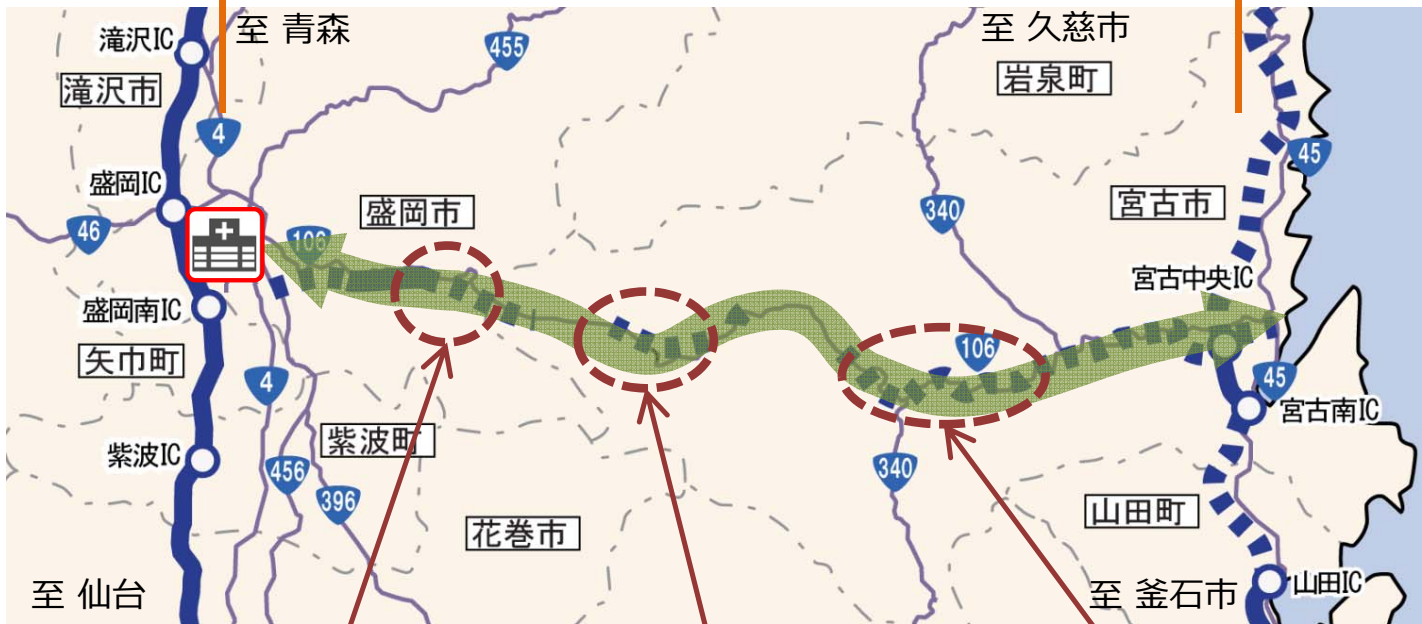 至 青森
至 久慈市
滝沢IC
455
岩泉町
滝沢市
4
45
盛岡IC
盛岡市
340
宮古市
46
106
宮古中央IC
盛岡南IC
106
矢巾町
4
45
宮古南IC
紫波町
紫波IC
456
340
396
山田町
花巻市
至 仙台
至 釜石市
山田IC